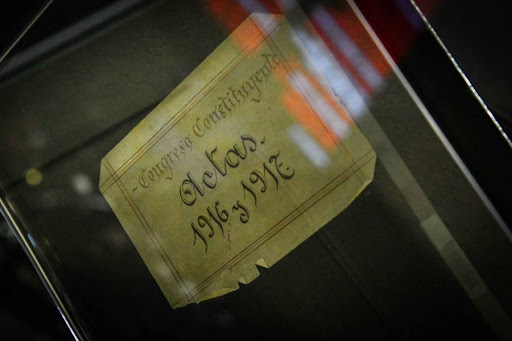 - Congreso Constituyente
Actas.
1916 y 1917